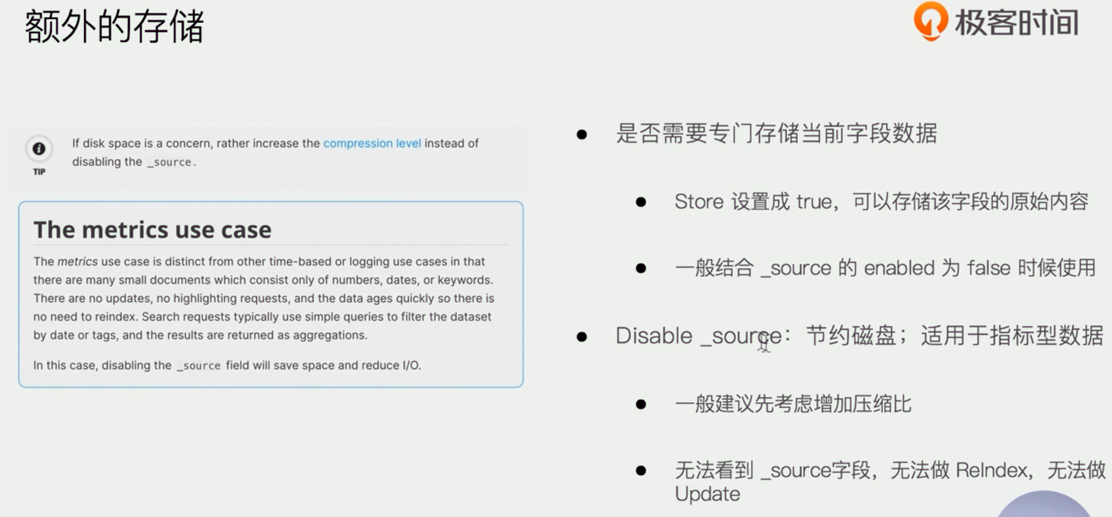 额外的存储
极客时间
If disk space is a concern, rather increase the compression level instead of
disabling the _source.
TIP
The metrics use case
The metrics use case is distinct from other time-based or logging use cases in that
there are many small documents which consist only of numbers, dates, or keywords.
There are no updates, no highlighting requests, and the data ages quickly so there is
no need to reindex. Search requests typically use simple queries to filter the dataset
by date or tags, and the results are returned as aggregations.
In this case, disabling the _source field will save space and reduce I/O.
是否需要专门存储当前字段数据
Store 设置成 true，可以存储该字段的原始内容
一般结合 _source 的 enabled 为 false 时候使用
Disable _source：节约磁盘；适用于指标型数据
一般建议先考虑增加压缩比
无法看到 _source字段，无法做 ReIndex，无法做
Update